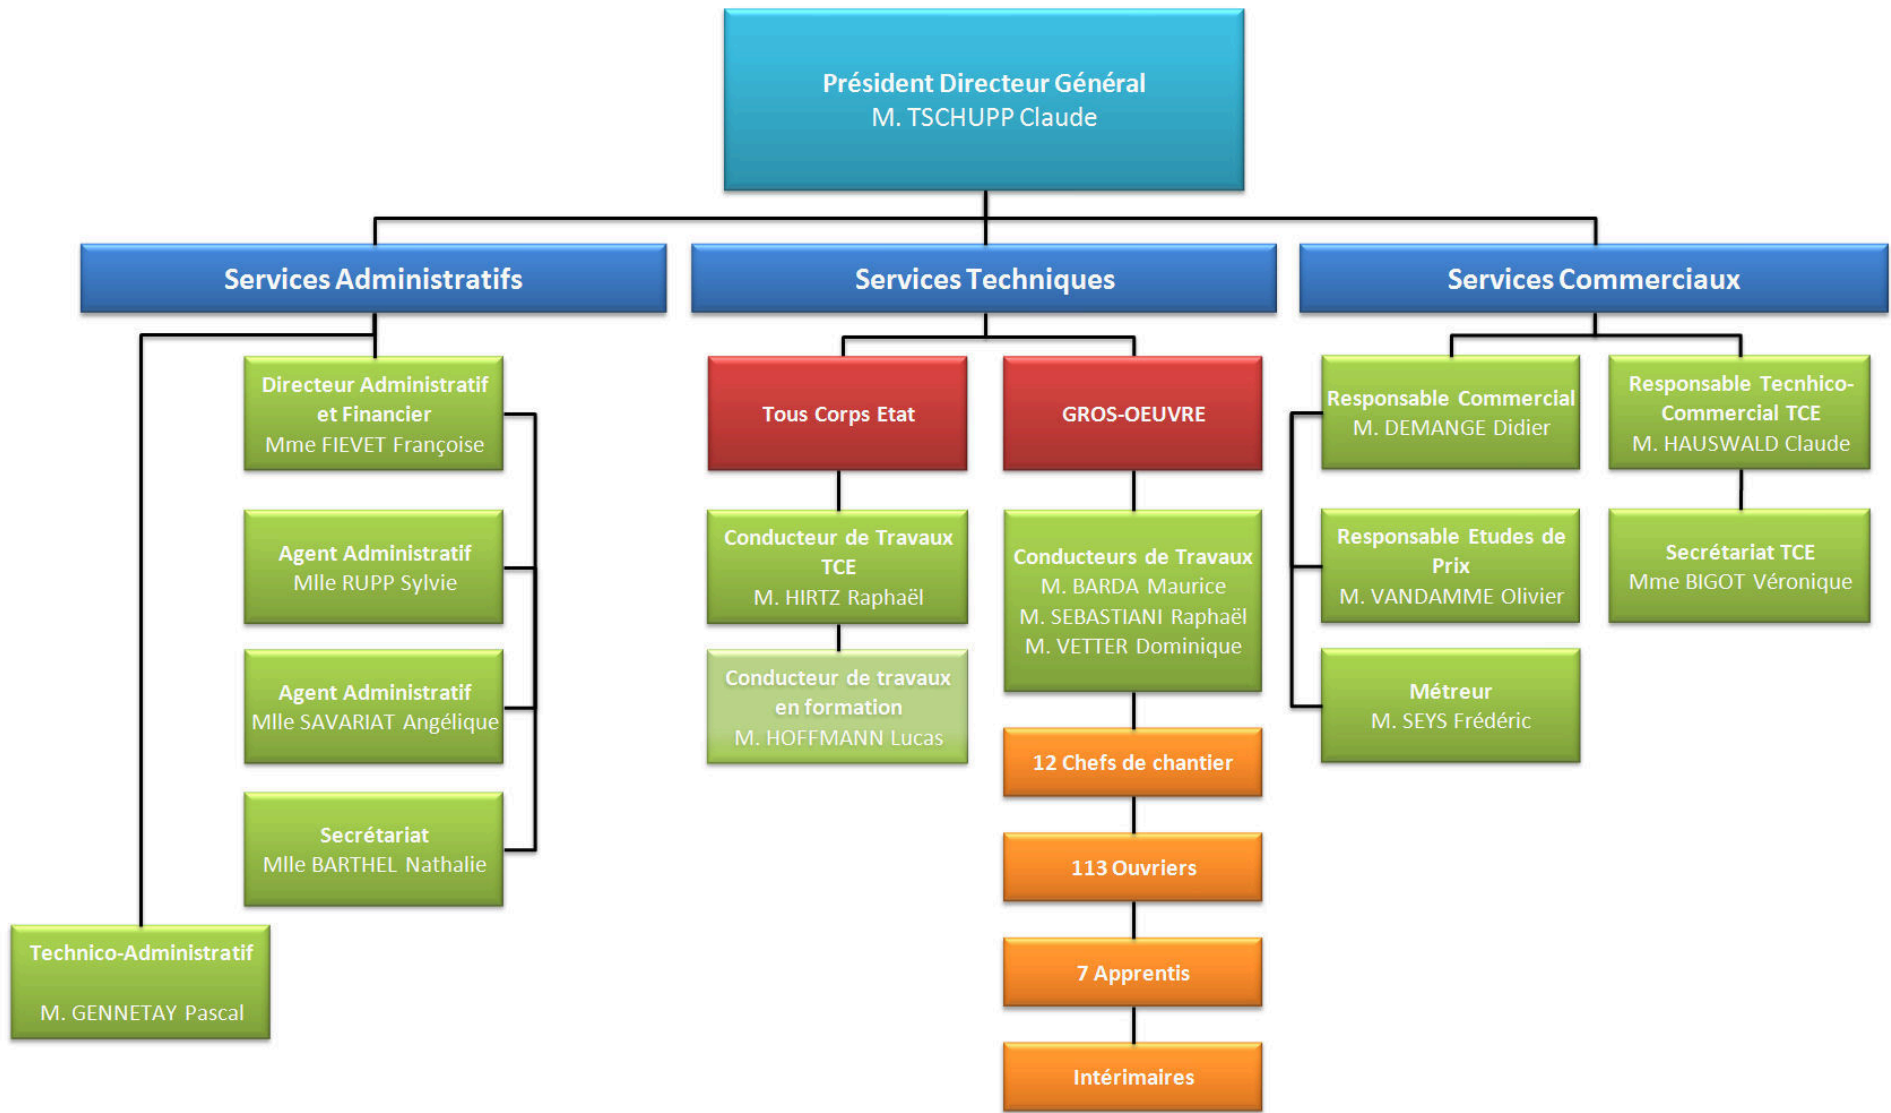 Président Directeur Général
M. TSCHUPP Claude
Services Administratifs
Services Techniques
Services Commerciaux
Directeur Administratif
et Financier
Mme FIEVET Françoise
Agent Administratif
Mlle RUPP Sylvie
Agent Administratif
Mlle SAVARIAT Angélique
Secrétariat
Mlle BARTHEL Nathalie
Technico-Administratif
M. GENNETAY Pascal
Tous Corps Etat
Conducteur de Travaux
TCE
M. HIRTZ Raphaël
Conducteur de travaux
en formation
M. HOFFMANN Lucas
GROS-OEUVRE
Conducteurs de Travaux
M. BARDA Maurice
M. SEBASTIANI Raphaël
M. VETTER Dominique
12 Chefs de chantier
113 Ouvriers
7 Apprentis
Intérimaires
Responsable Commercial
M. DEMANGE Didier
Responsable Etudes de
Prix
M. VANDAMME Olivier
Métreur
M. SEYS Frédéric
Responsable Tecnhico-
Commercial TCE
M. HAUSWALD Claude
Secrétariat TCE
Mme BIGOT Véronique